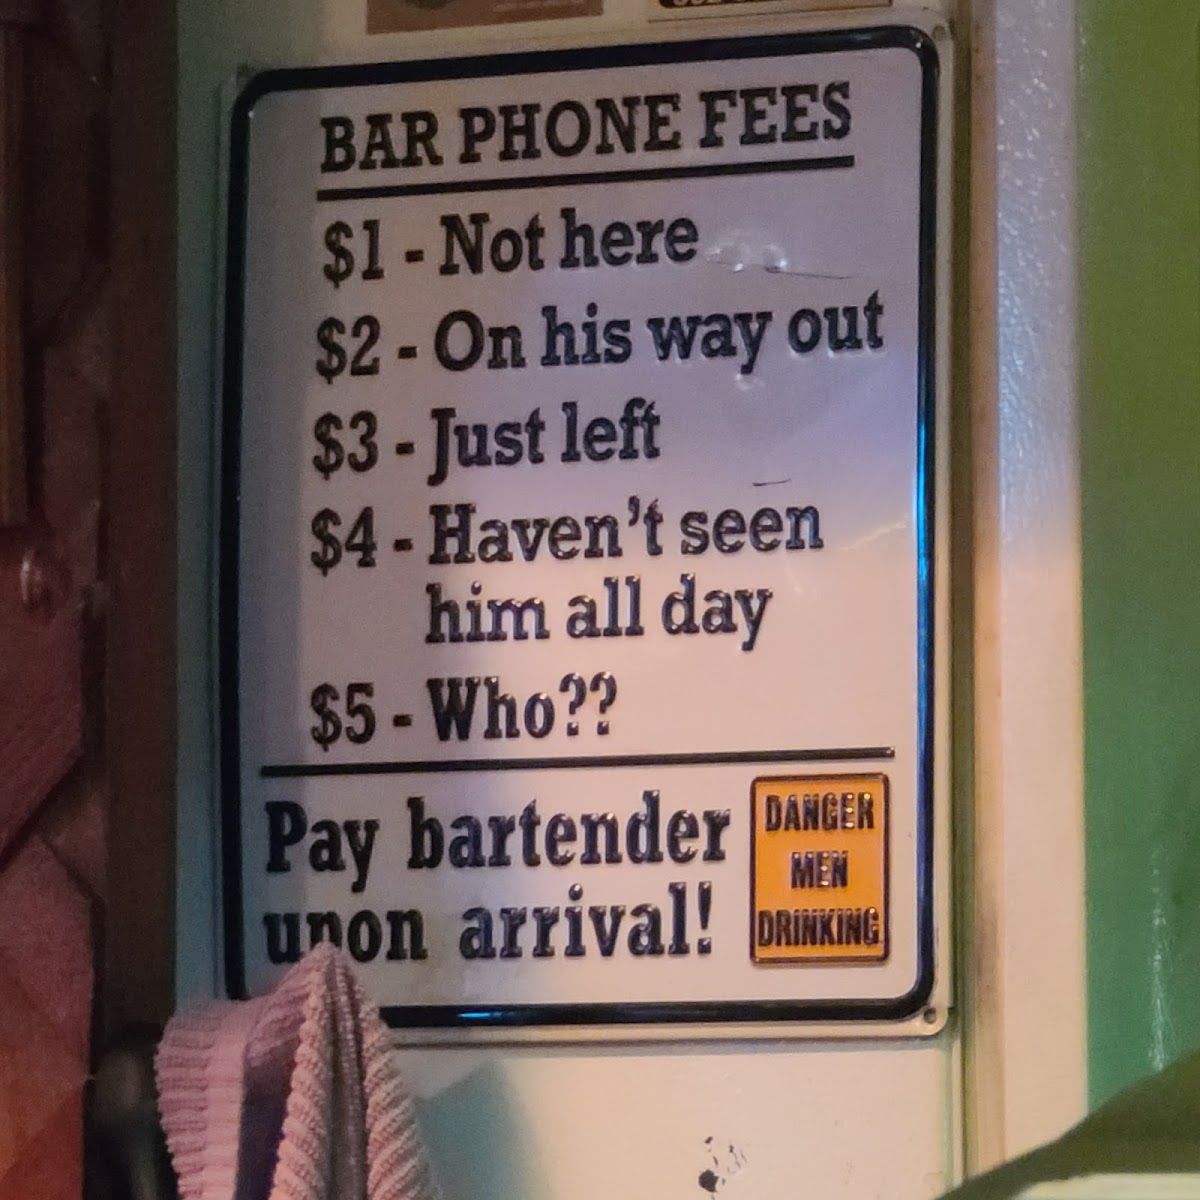 BAR PHONE FEES
$1 - Not here
$2 - On his way out
$3 - Just left
$4 - Haven't seen
him all day
$5 - Who??
Pay bartender
upon arrival!
DANGER
MEN
DRINKING